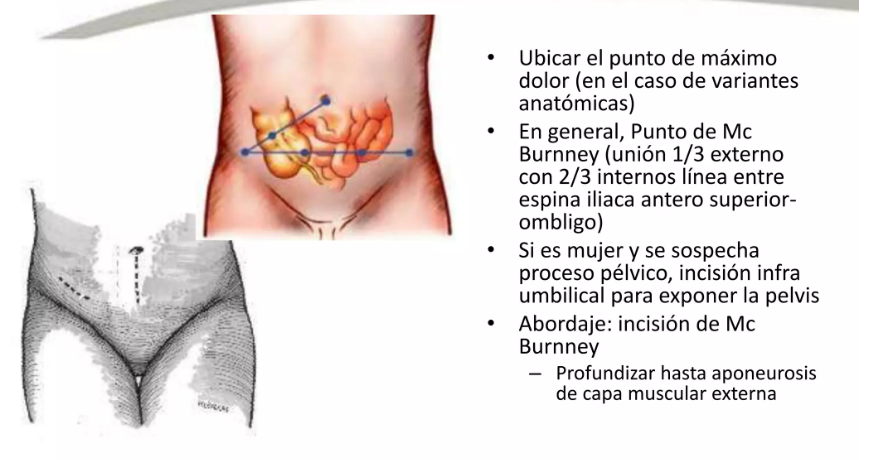 • Ubicar el punto de máximo
dolor (en el caso de variantes
anatómicas)
• En general, Punto de Mc
Burnney (unión 1/3 externo
con 2/3 internos línea entre
espina iliaca antero superior-
ombligo)
• Si es mujer y se sospecha
proceso pélvico, incisión infra
umbilical para exponer la pelvis
• Abordaje: incisión de Mc
Burnney
– Profundizar hasta aponeurosis
de capa muscular externa